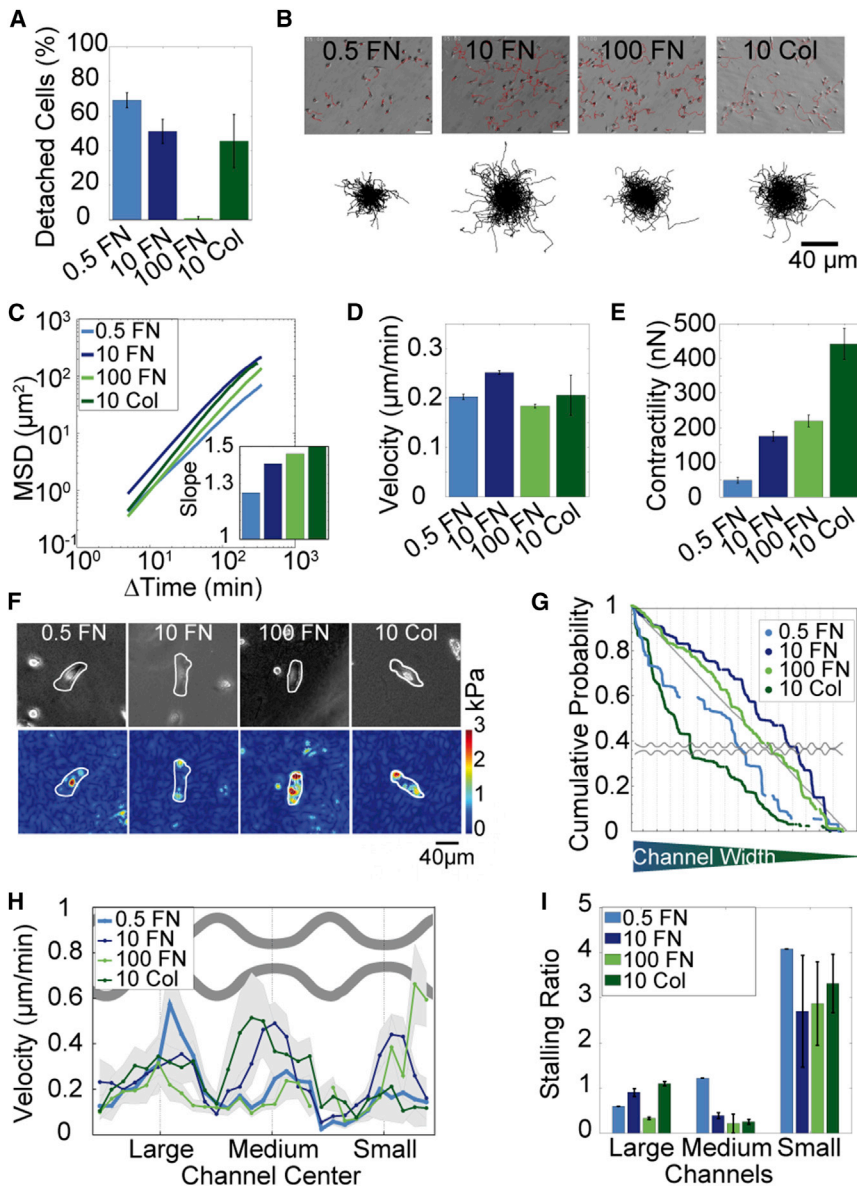 A
Detached Cells (%)
80
60
40
20
0
0.5 FN
10 FN
100 FN
10 Col
B
0.5 FN
10 FN
100 FN
10 Col
40 µm
C
MSD (µm²)
10³
10²
10¹
10⁰
10⁻¹
0.5 FN
10 FN
100 FN
10 Col
Slope
1.5
1.3
1
10⁰
10¹
10²
10³
ΔTime (min)
D
Velocity (µm/min)
0.3
0.2
0.1
0
0.5 FN
10 FN
100 FN
10 Col
E
Contractility (nN)
500
400
300
200
100
0
0.5 FN
10 FN
100 FN
10 Col
F
0.5 FN
10 FN
100 FN
10 Col
kPa
3
2
1
0
40µm
G
Cumulative Probability
1
0.8
0.6
0.4
0.2
0
0.5 FN
10 FN
100 FN
10 Col
Channel Width
H
Velocity (µm/min)
1
0.8
0.6
0.4
0.2
0
0.5 FN
10 FN
100 FN
10 Col
Large
Medium
Small
Channel Center
I
Stalling Ratio
5
4
3
2
1
0
0.5 FN
10 FN
100 FN
10 Col
Large
Medium
Small
Channels